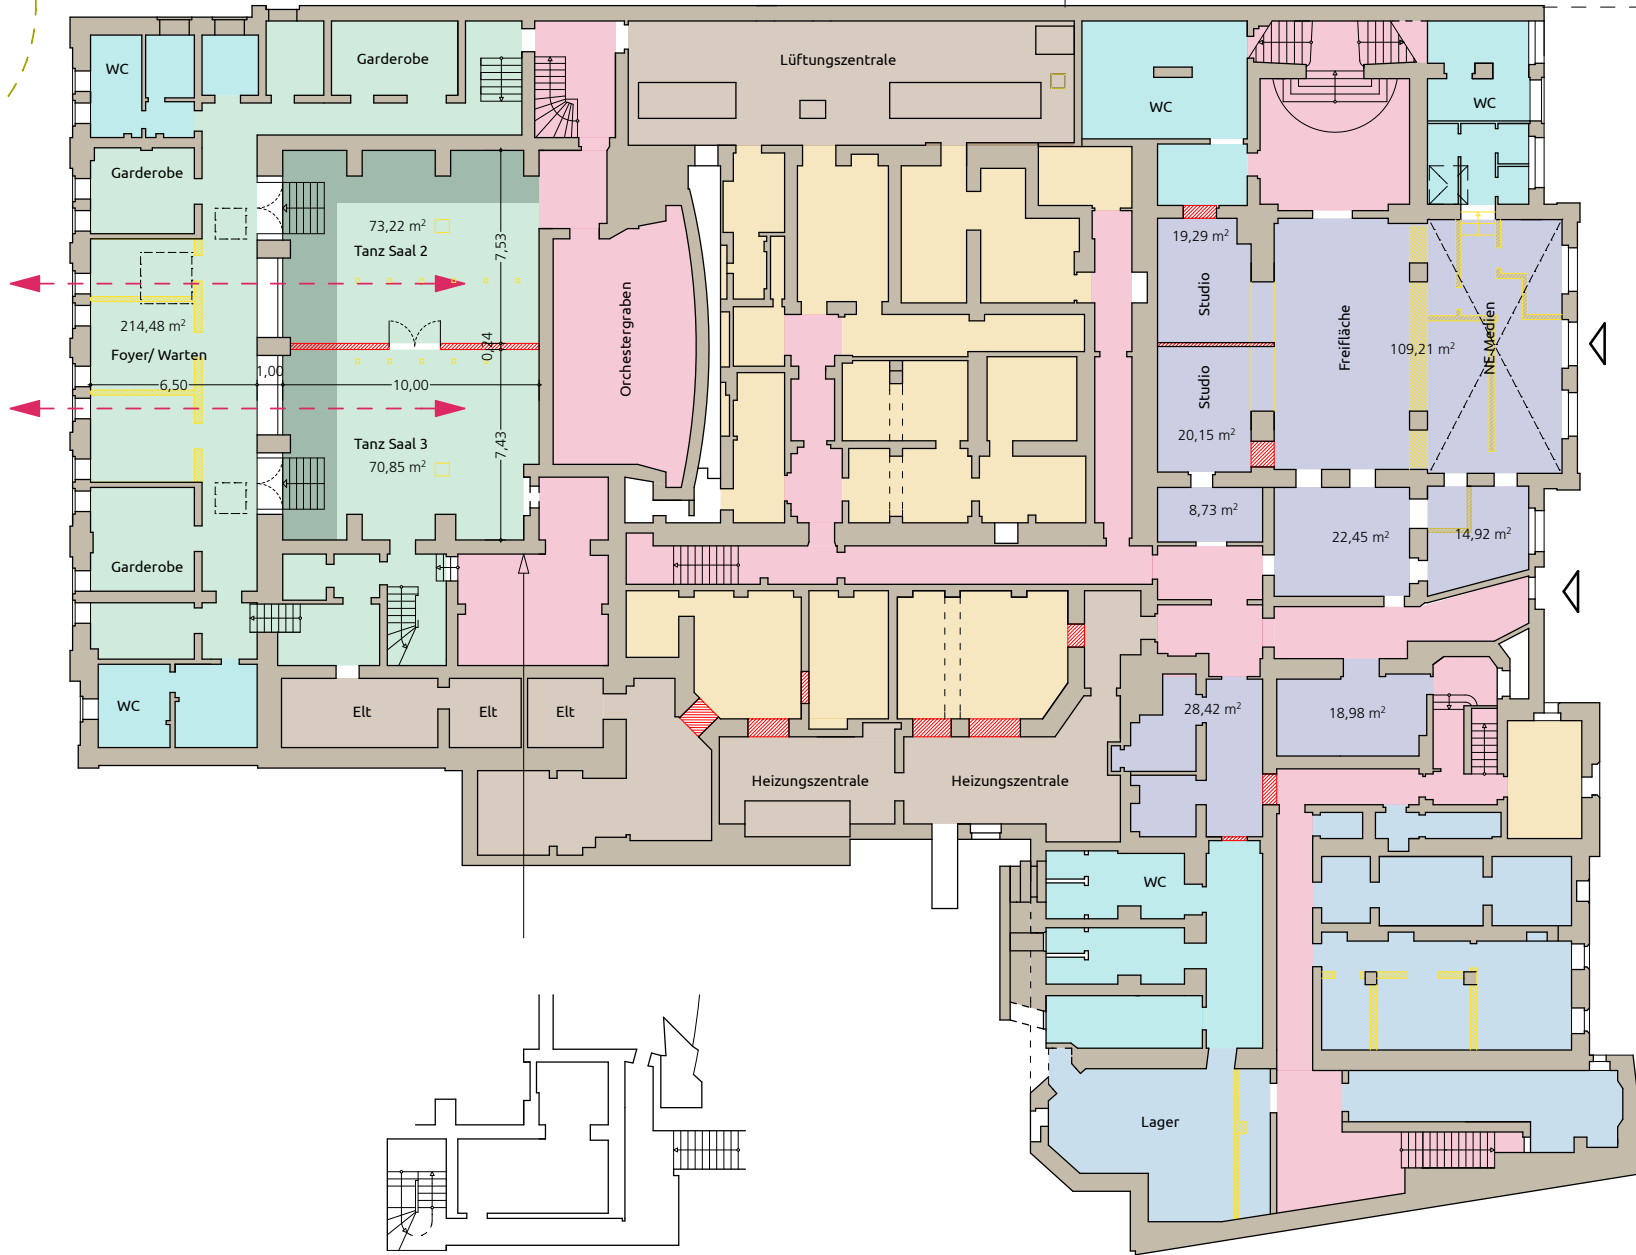 WC
Garderobe
Lüftungszentrale
WC
WC
Garderobe
73,22 m²
Tanz Saal 2
7,53
19,29 m²
Studio
Orchestergraben
Freifläche
NE-Medien
109,21 m²
214,48 m²
Foyer/ Warten
0,24
1,00
6,50
10,00
Studio
20,15 m²
Tanz Saal 3
7,43
70,85 m²
8,73 m²
22,45 m²
14,92 m²
Garderobe
WC
Elt
Elt
Elt
28,42 m²
18,98 m²
Heizungszentrale
Heizungszentrale
WC
Lager